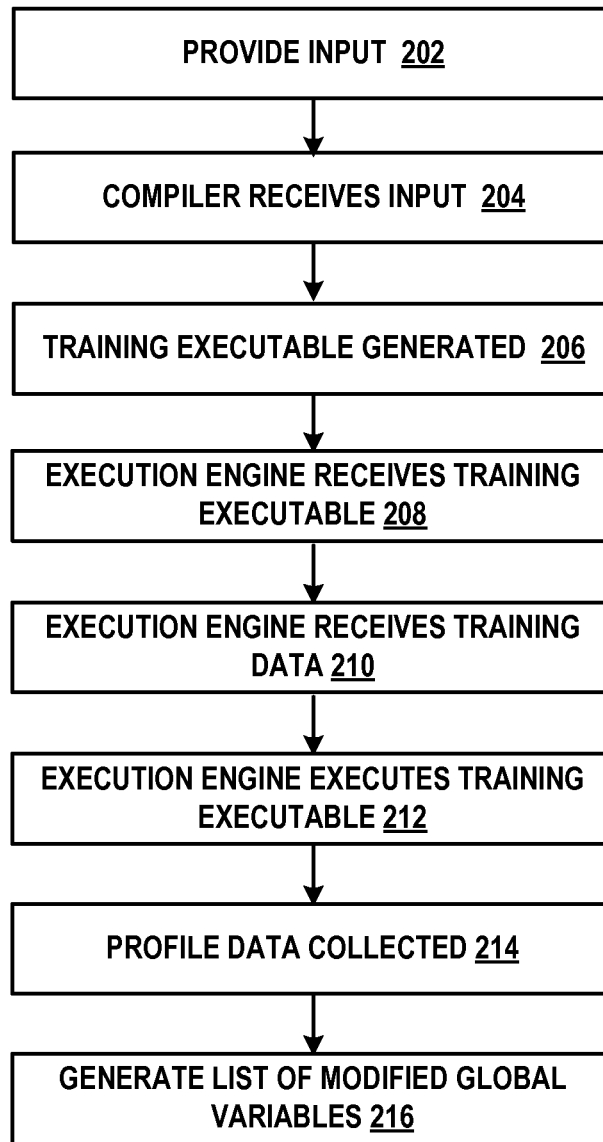 PROVIDE INPUT 202
COMPILER RECEIVES INPUT 204
TRAINING EXECUTABLE GENERATED 206
EXECUTION ENGINE RECEIVES TRAINING
EXECUTABLE 208
EXECUTION ENGINE RECEIVES TRAINING
DATA 210
EXECUTION ENGINE EXECUTES TRAINING
EXECUTABLE 212
PROFILE DATA COLLECTED 214
GENERATE LIST OF MODIFIED GLOBAL
VARIABLES 216